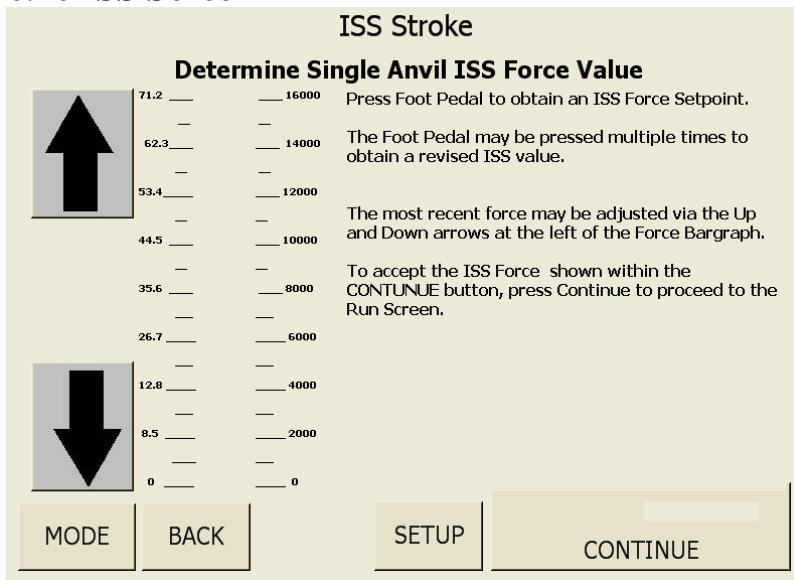 ISS Stroke
Determine Single Anvil ISS Force Value
71.2 16000
62.3 14000
53.4 12000
44.5 10000
35.6 8000
26.7 6000
12.8 4000
8.5 2000
0 0
Press Foot Pedal to obtain an ISS Force Setpoint.
The Foot Pedal may be pressed multiple times to
obtain a revised ISS value.
The most recent force may be adjusted via the Up
and Down arrows at the left of the Force Bargraph.
To accept the ISS Force shown within the
CONTUNUE button, press Continue to proceed to the
Run Screen.
MODE BACK SETUP CONTINUE